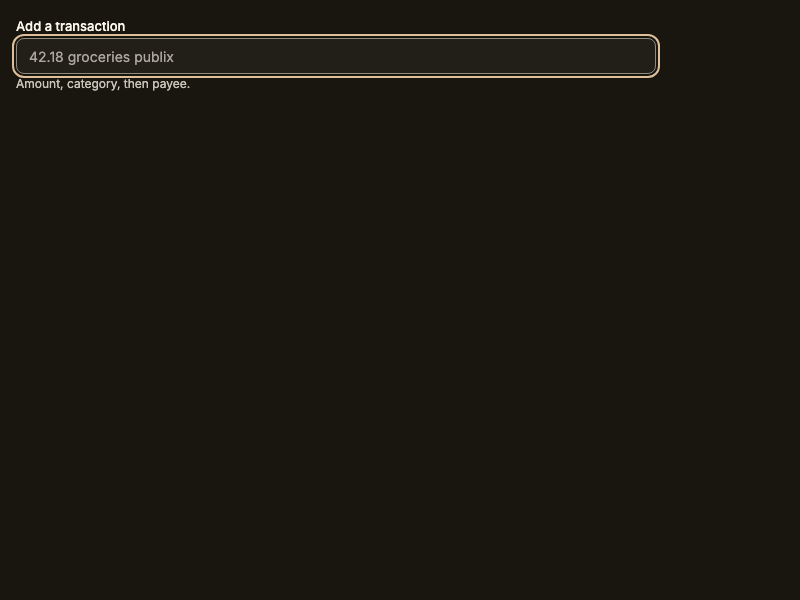 Add a transaction
42.18 groceries publix
Amount, category, then payee.